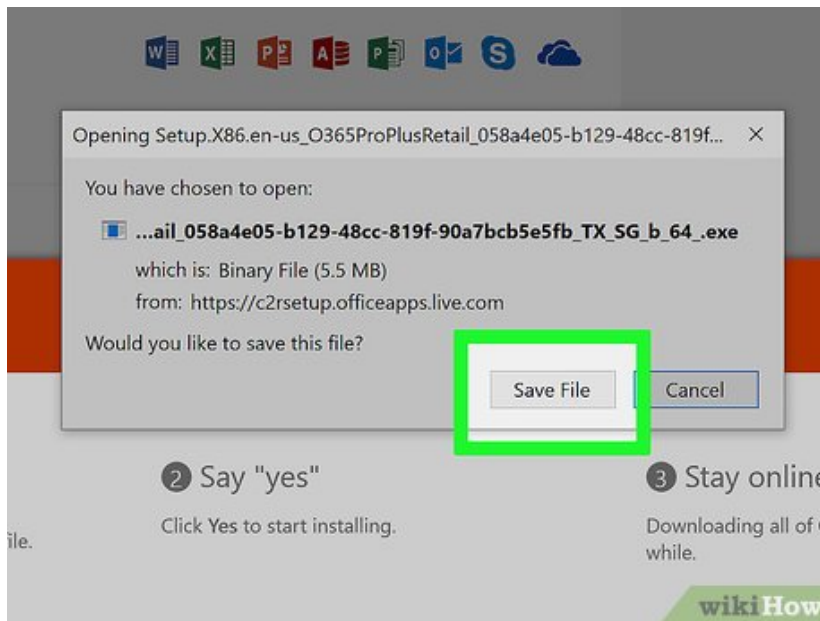 Opening Setup.X86.en-us_O365ProPlusRetail_058a4e05-b129-48cc-819f...
You have chosen to open:
...ail_058a4e05-b129-48cc-819f-90a7bcb5e5fb_TX_SG_b_64_.exe
which is: Binary File (5.5 MB)
from: https://c2rsetup.officeapps.live.com
Would you like to save this file?
Save File
Cancel
2 Say "yes"
Click Yes to start installing.
file.
3 Stay online
Downloading all of
while.
wikiHow